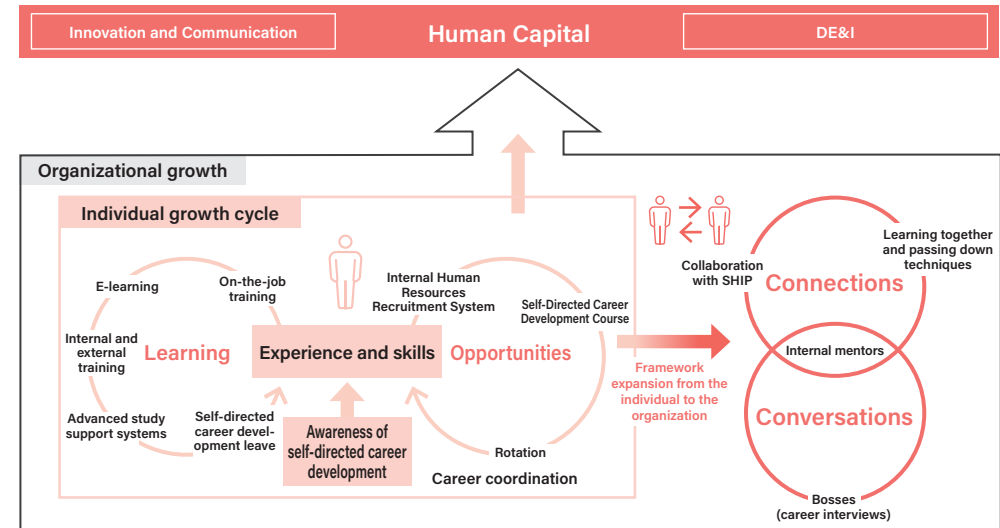 Innovation and Communication
Human Capital
DE&I
Organizational growth
Individual growth cycle
E-learning
On-the-job
training
Internal and
external
training
Learning
Advanced study
support systems
Self-directed
career devel-
opment leave
Experience and skills
Awareness of
self-directed career
development
Internal Human
Resources
Recruitment System
Self-Directed Career
Development Course
Opportunities
Rotation
Career coordination
Framework
expansion from the
individual to the
organization
Collaboration
with SHIP
Learning together
and passing down
techniques
Connections
Internal mentors
Conversations
Bosses
(career interviews)